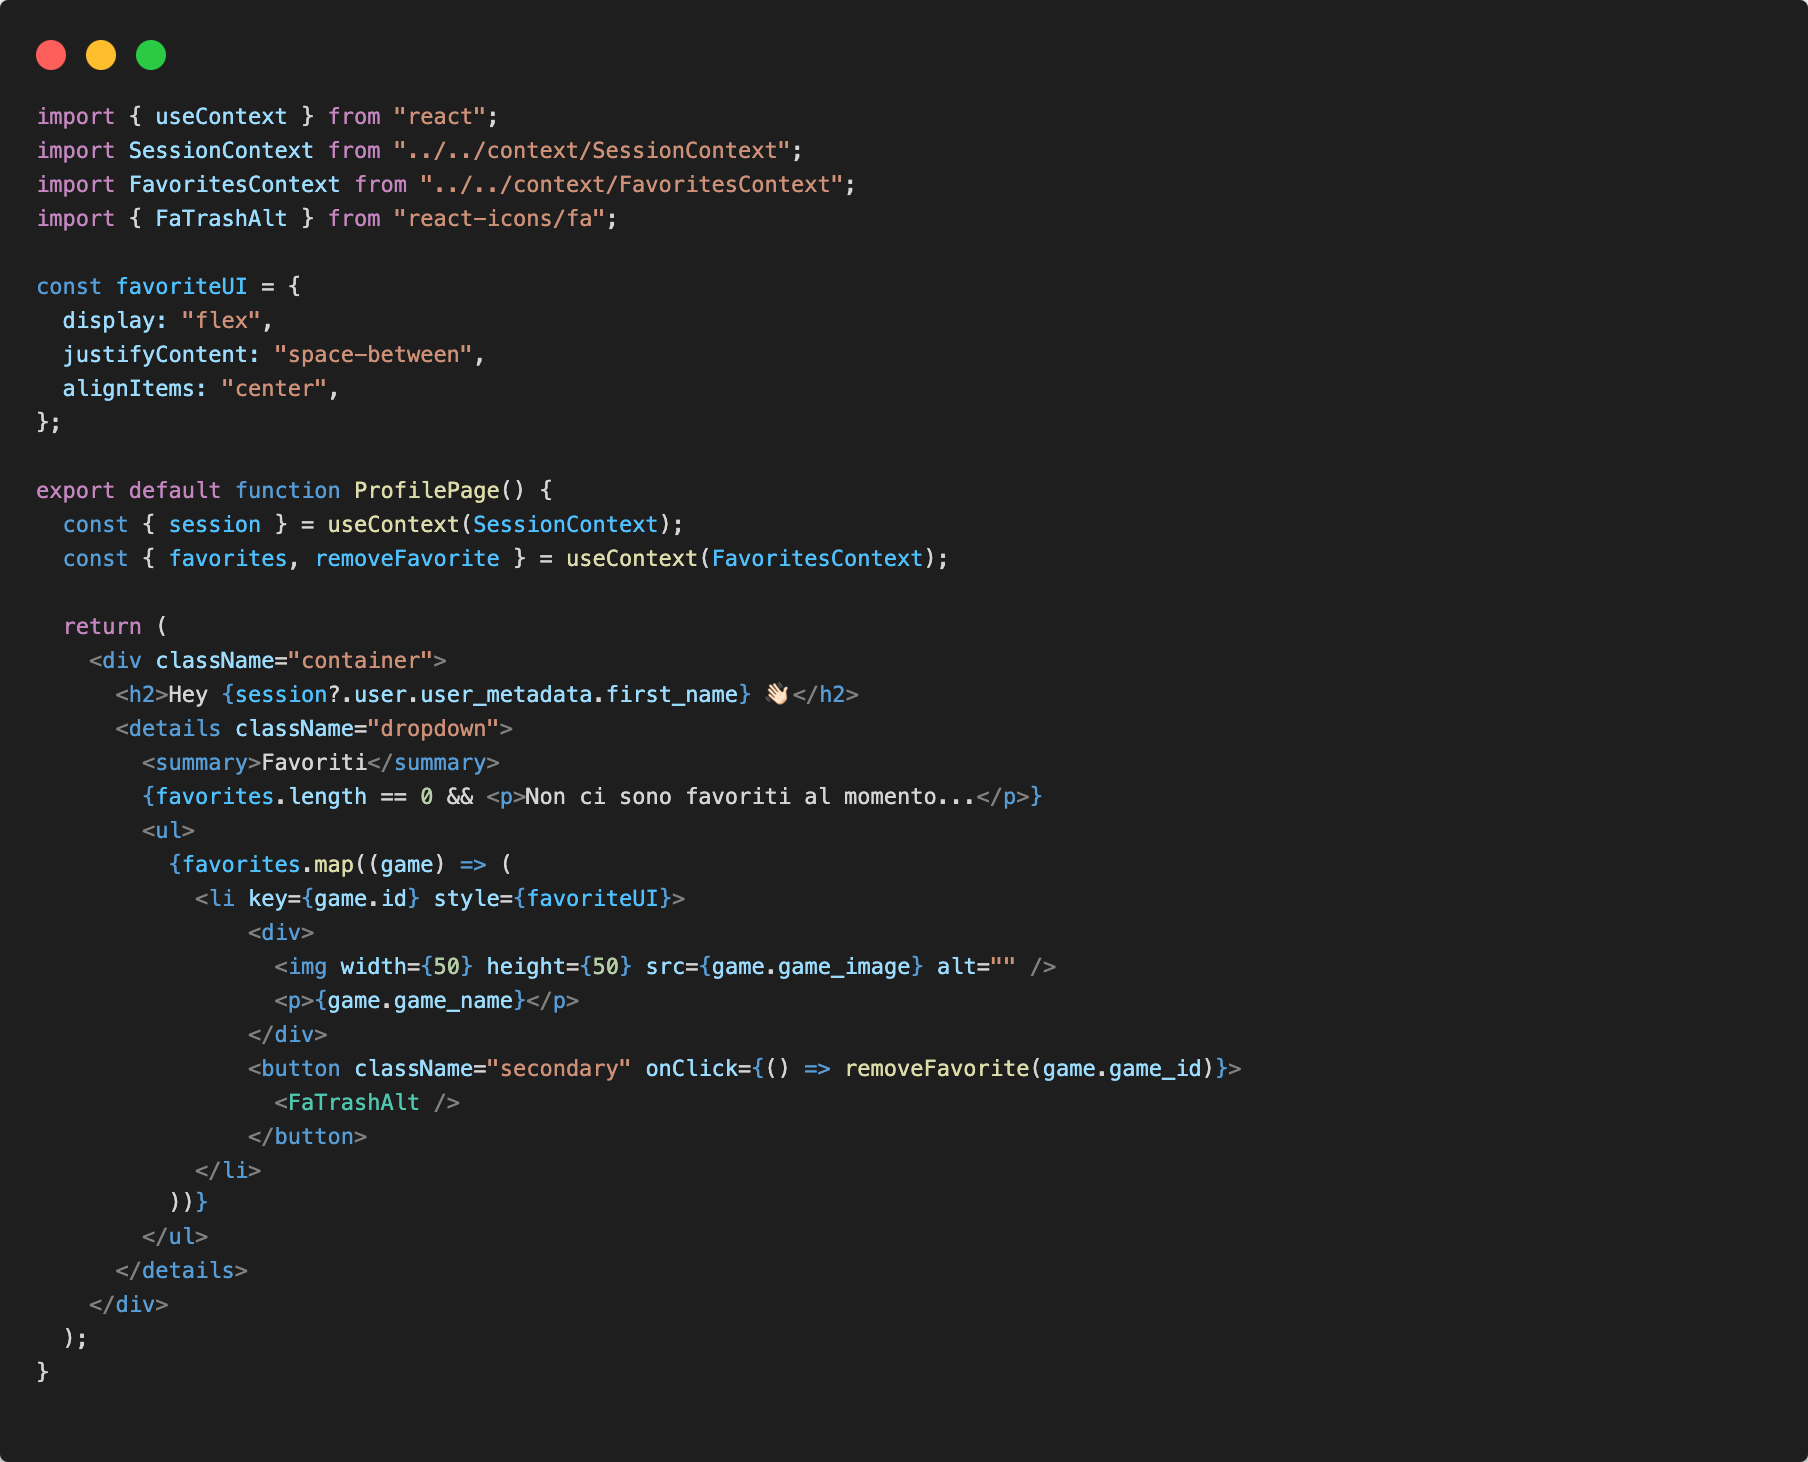 import { useContext } from "react";
import SessionContext from "../../context/SessionContext";
import FavoritesContext from "../../context/FavoritesContext";
import { FaTrashAlt } from "react-icons/fa";

const favoriteUI = {
  display: "flex",
  justifyContent: "space-between",
  alignItems: "center",
};

export default function ProfilePage() {
  const { session } = useContext(SessionContext);
  const { favorites, removeFavorite } = useContext(FavoritesContext);

  return (
    <div className="container">
      <h2>Hey {session?.user.user_metadata.first_name} 👋🏻</h2>
      <details className="dropdown">
        <summary>Favoriti</summary>
        {favorites.length == 0 && <p>Non ci sono favoriti al momento...</p>}
        <ul>
          {favorites.map((game) => (
            <li key={game.id} style={favoriteUI}>
                <div>
                  <img width={50} height={50} src={game.game_image} alt="" />
                  <p>{game.game_name}</p>
                </div>
                <button className="secondary" onClick={() => removeFavorite(game.game_id)}>
                  <FaTrashAlt />
                </button>
            </li>
          ))}
        </ul>
      </details>
    </div>
  );
}